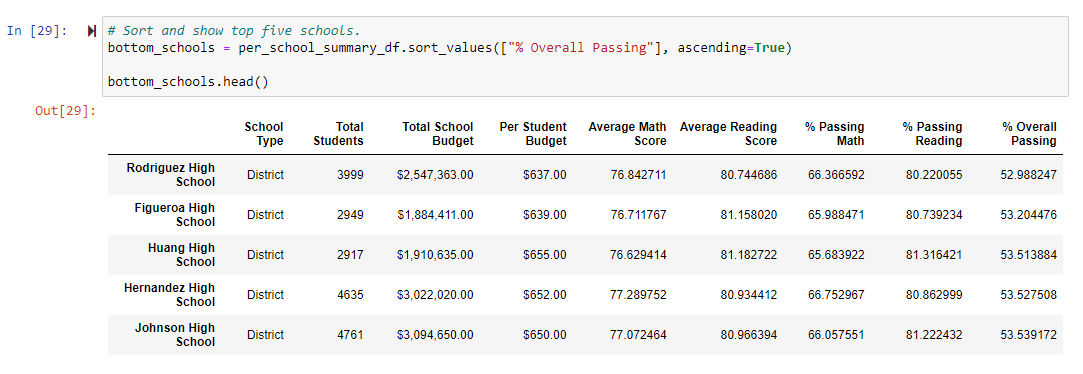 In [29]: # Sort and show top five schools.
bottom_schools = per_school_summary_df.sort_values(["% Overall Passing"], ascending=True)
bottom_schools.head()
Out[29]:
School Type Total Students Total School Budget Per Student Budget Average Math Score Average Reading Score % Passing Math % Passing Reading % Overall Passing
Rodriguez High School District 3999 $2,547,363.00 $637.00 76.842711 80.744686 66.366592 80.220055 52.988247
Figueroa High School District 2949 $1,884,411.00 $639.00 76.711767 81.158020 65.988471 80.739234 53.204476
Huang High School District 2917 $1,910,635.00 $655.00 76.629414 81.182722 65.683922 81.316421 53.513884
Hernandez High School District 4635 $3,022,020.00 $652.00 77.289752 80.934412 66.752967 80.862999 53.527508
Johnson High School District 4761 $3,094,650.00 $650.00 77.072464 80.966394 66.057551 81.222432 53.539172